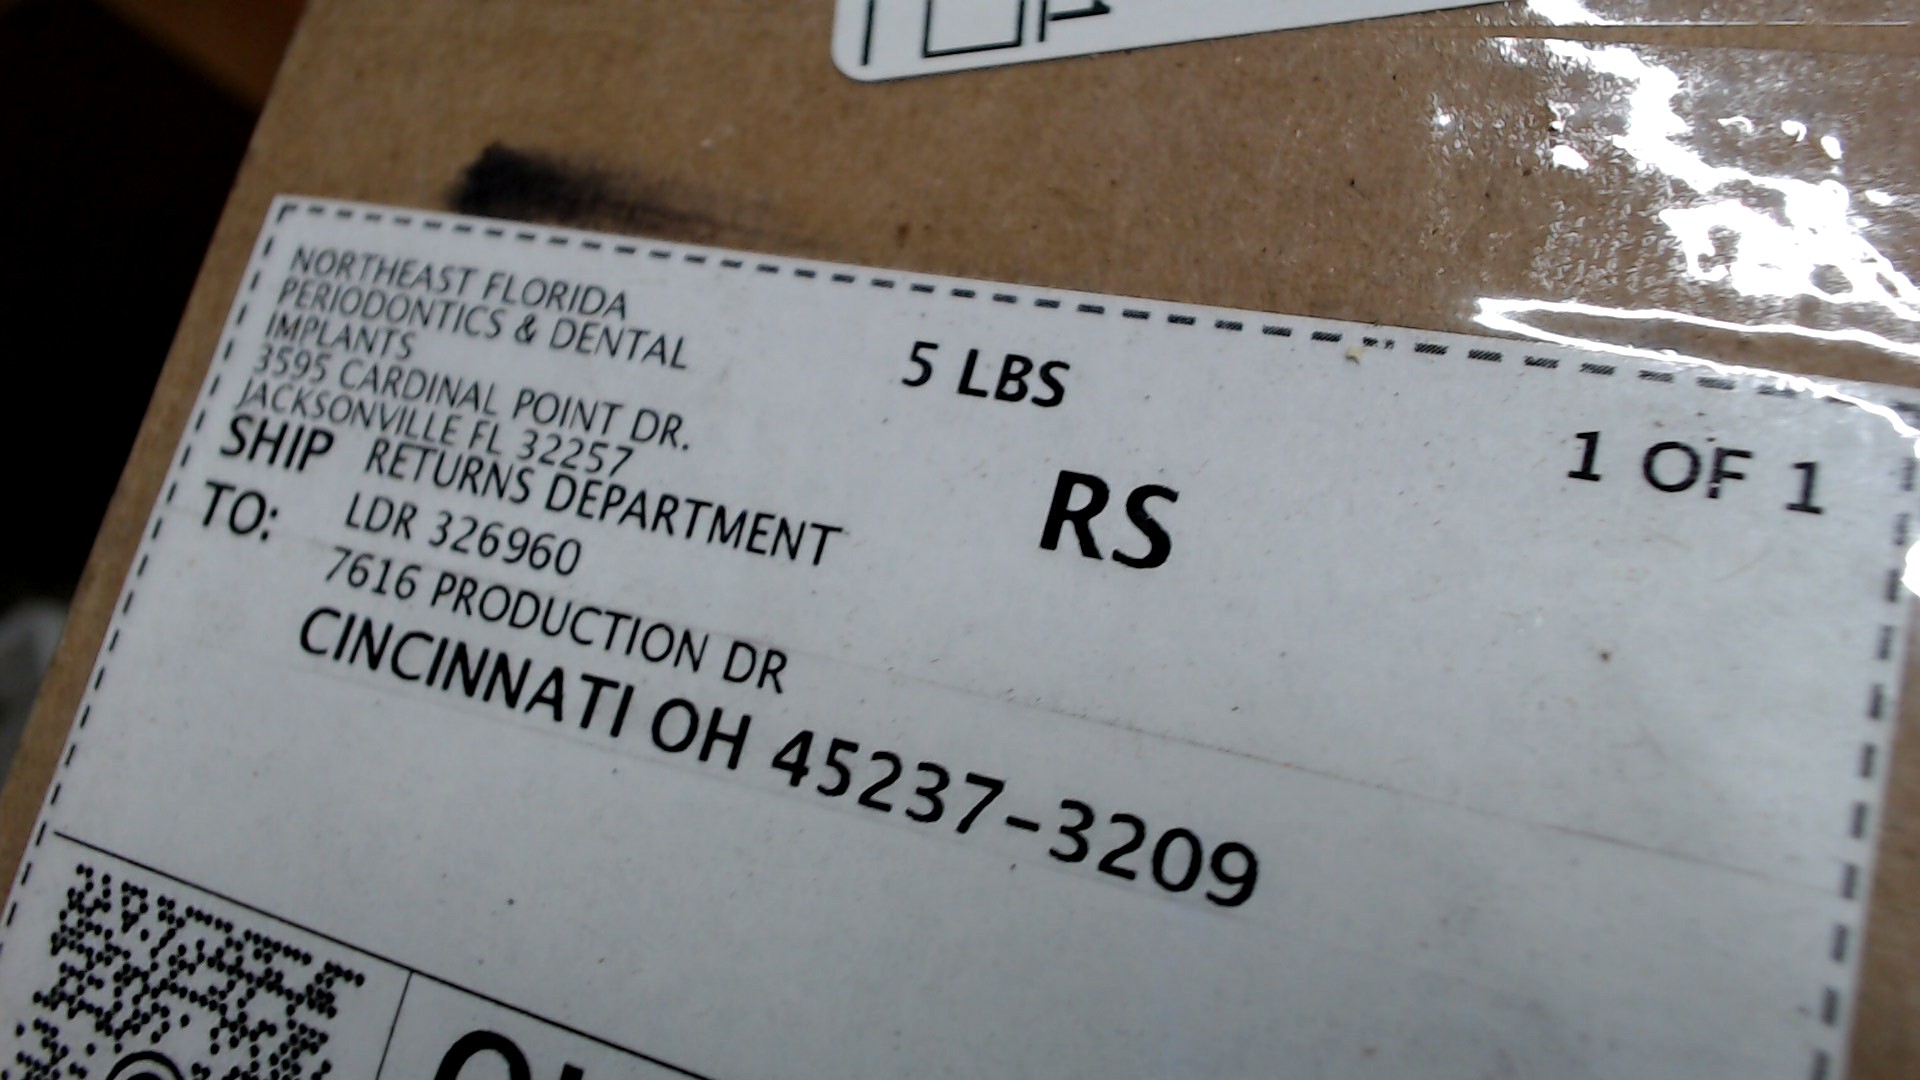 NORTHEAST FLORIDA
PERIODONTICS & DENTAL
IMPLANTS
3595 CARDINAL POINT DR.
JACKSONVILLE FL 32257
5 LBS
1 OF 1
RS
SHIP TO:
RETURNS DEPARTMENT
LDR 326960
7616 PRODUCTION DR
CINCINNATI OH 45237-3209